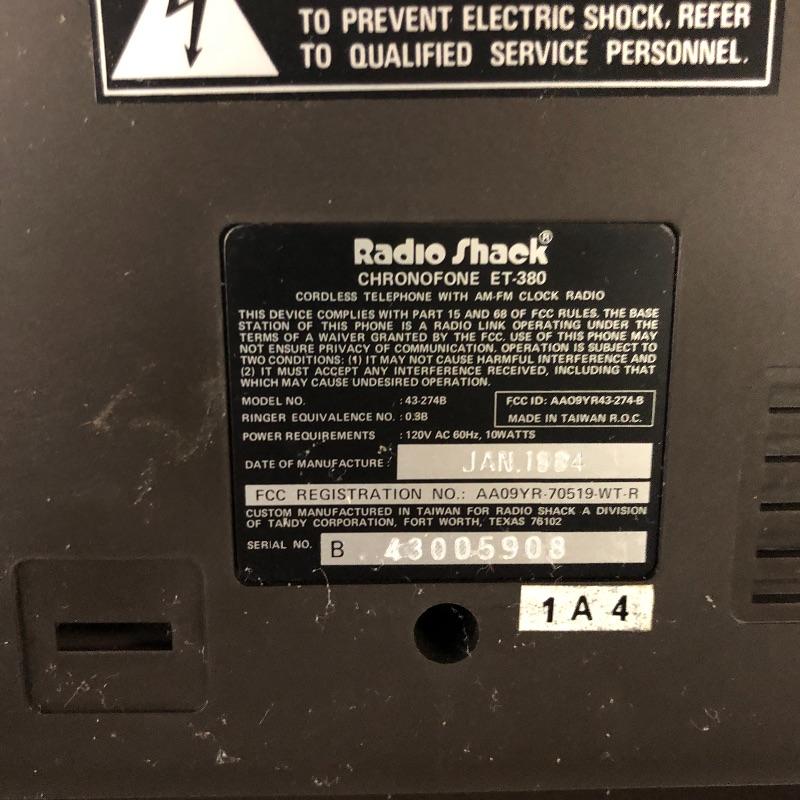 TO PREVENT ELECTRIC SHOCK, REFER
TO QUALIFIED SERVICE PERSONNEL.
Radio Shack®
CHRONOFONE ET-380
CORDLESS TELEPHONE WITH AM-FM CLOCK RADIO
THIS DEVICE COMPLIES WITH PART 15 AND 68 OF FCC RULES. THE BASE
STATION OF THIS PHONE IS A RADIO LINK OPERATING UNDER THE
TERMS OF A WAIVER GRANTED BY THE FCC. USE OF THIS PHONE MAY
NOT ENSURE PRIVACY OF COMMUNICATION. OPERATION IS SUBJECT TO
TWO CONDITIONS: (1) IT MAY NOT CAUSE HARMFUL INTERFERENCE AND
(2) IT MUST ACCEPT ANY INTERFERENCE RECEIVED, INCLUDING THAT
WHICH MAY CAUSE UNDESIRED OPERATION.
MODEL NO. : 43-274B
FCC ID: AAO9YR43-274-B
RINGER EQUIVALENCE NO. : 0.3B
MADE IN TAIWAN R.O.C.
POWER REQUIREMENTS : 120V AC 60Hz, 10WATTS
DATE OF MANUFACTURE : JAN. 1984
FCC REGISTRATION NO.: AA09YR-70519-WT-R
CUSTOM MANUFACTURED IN TAIWAN FOR RADIO SHACK A DIVISION
OF TANDY CORPORATION, FORT WORTH, TEXAS 76102
SERIAL NO. B 43005908
1 A 4